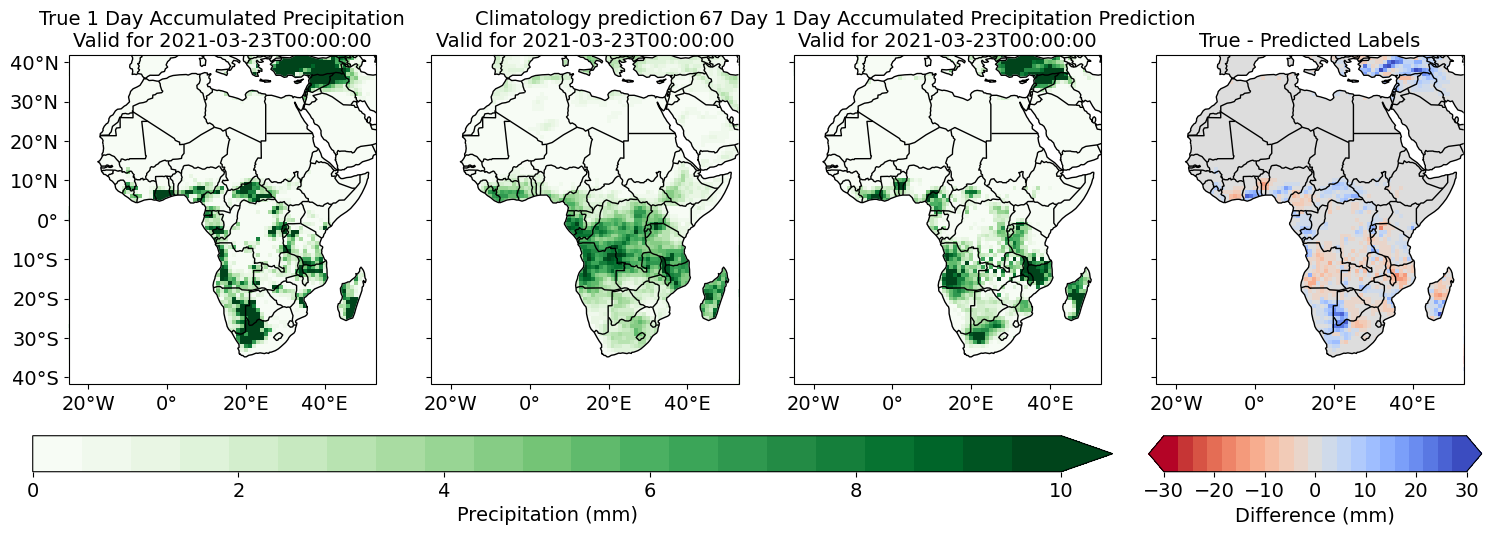 True 1 Day Accumulated Precipitation
Valid for 2021-03-23T00:00:00
Climatology prediction
Valid for 2021-03-23T00:00:00
67 Day 1 Day Accumulated Precipitation Prediction
Valid for 2021-03-23T00:00:00
True - Predicted Labels
40°N
30°N
20°N
10°N
0°
10°S
20°S
30°S
40°S
20°W 0° 20°E 40°E
20°W 0° 20°E 40°E
20°W 0° 20°E 40°E
20°W 0° 20°E 40°E
0 2 4 6 8 10
Precipitation (mm)
−30 −20 −10 0 10 20 30
Difference (mm)